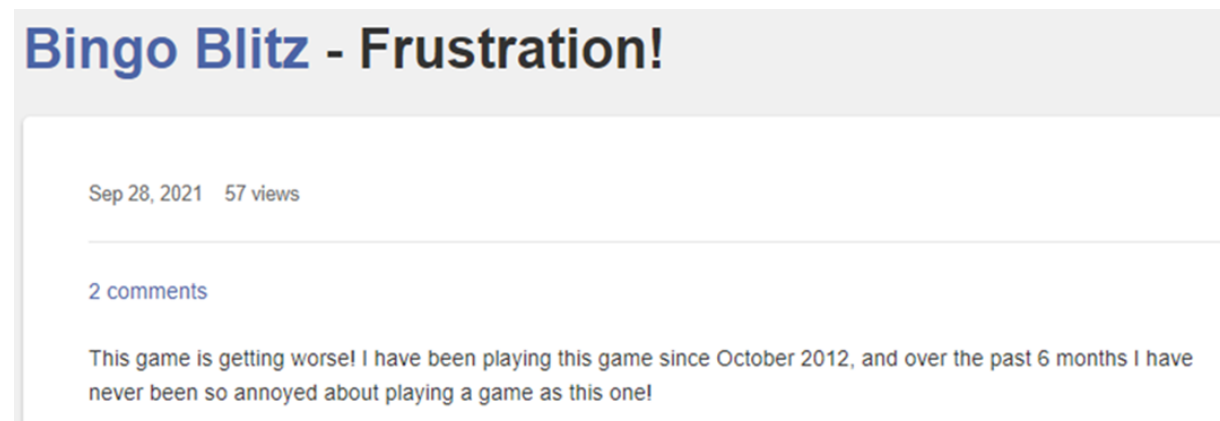 Bingo Blitz - Frustration!
Sep 28, 2021 57 views
2 comments
This game is getting worse! I have been playing this game since October 2012, and over the past 6 months I have
never been so annoyed about playing a game as this one!